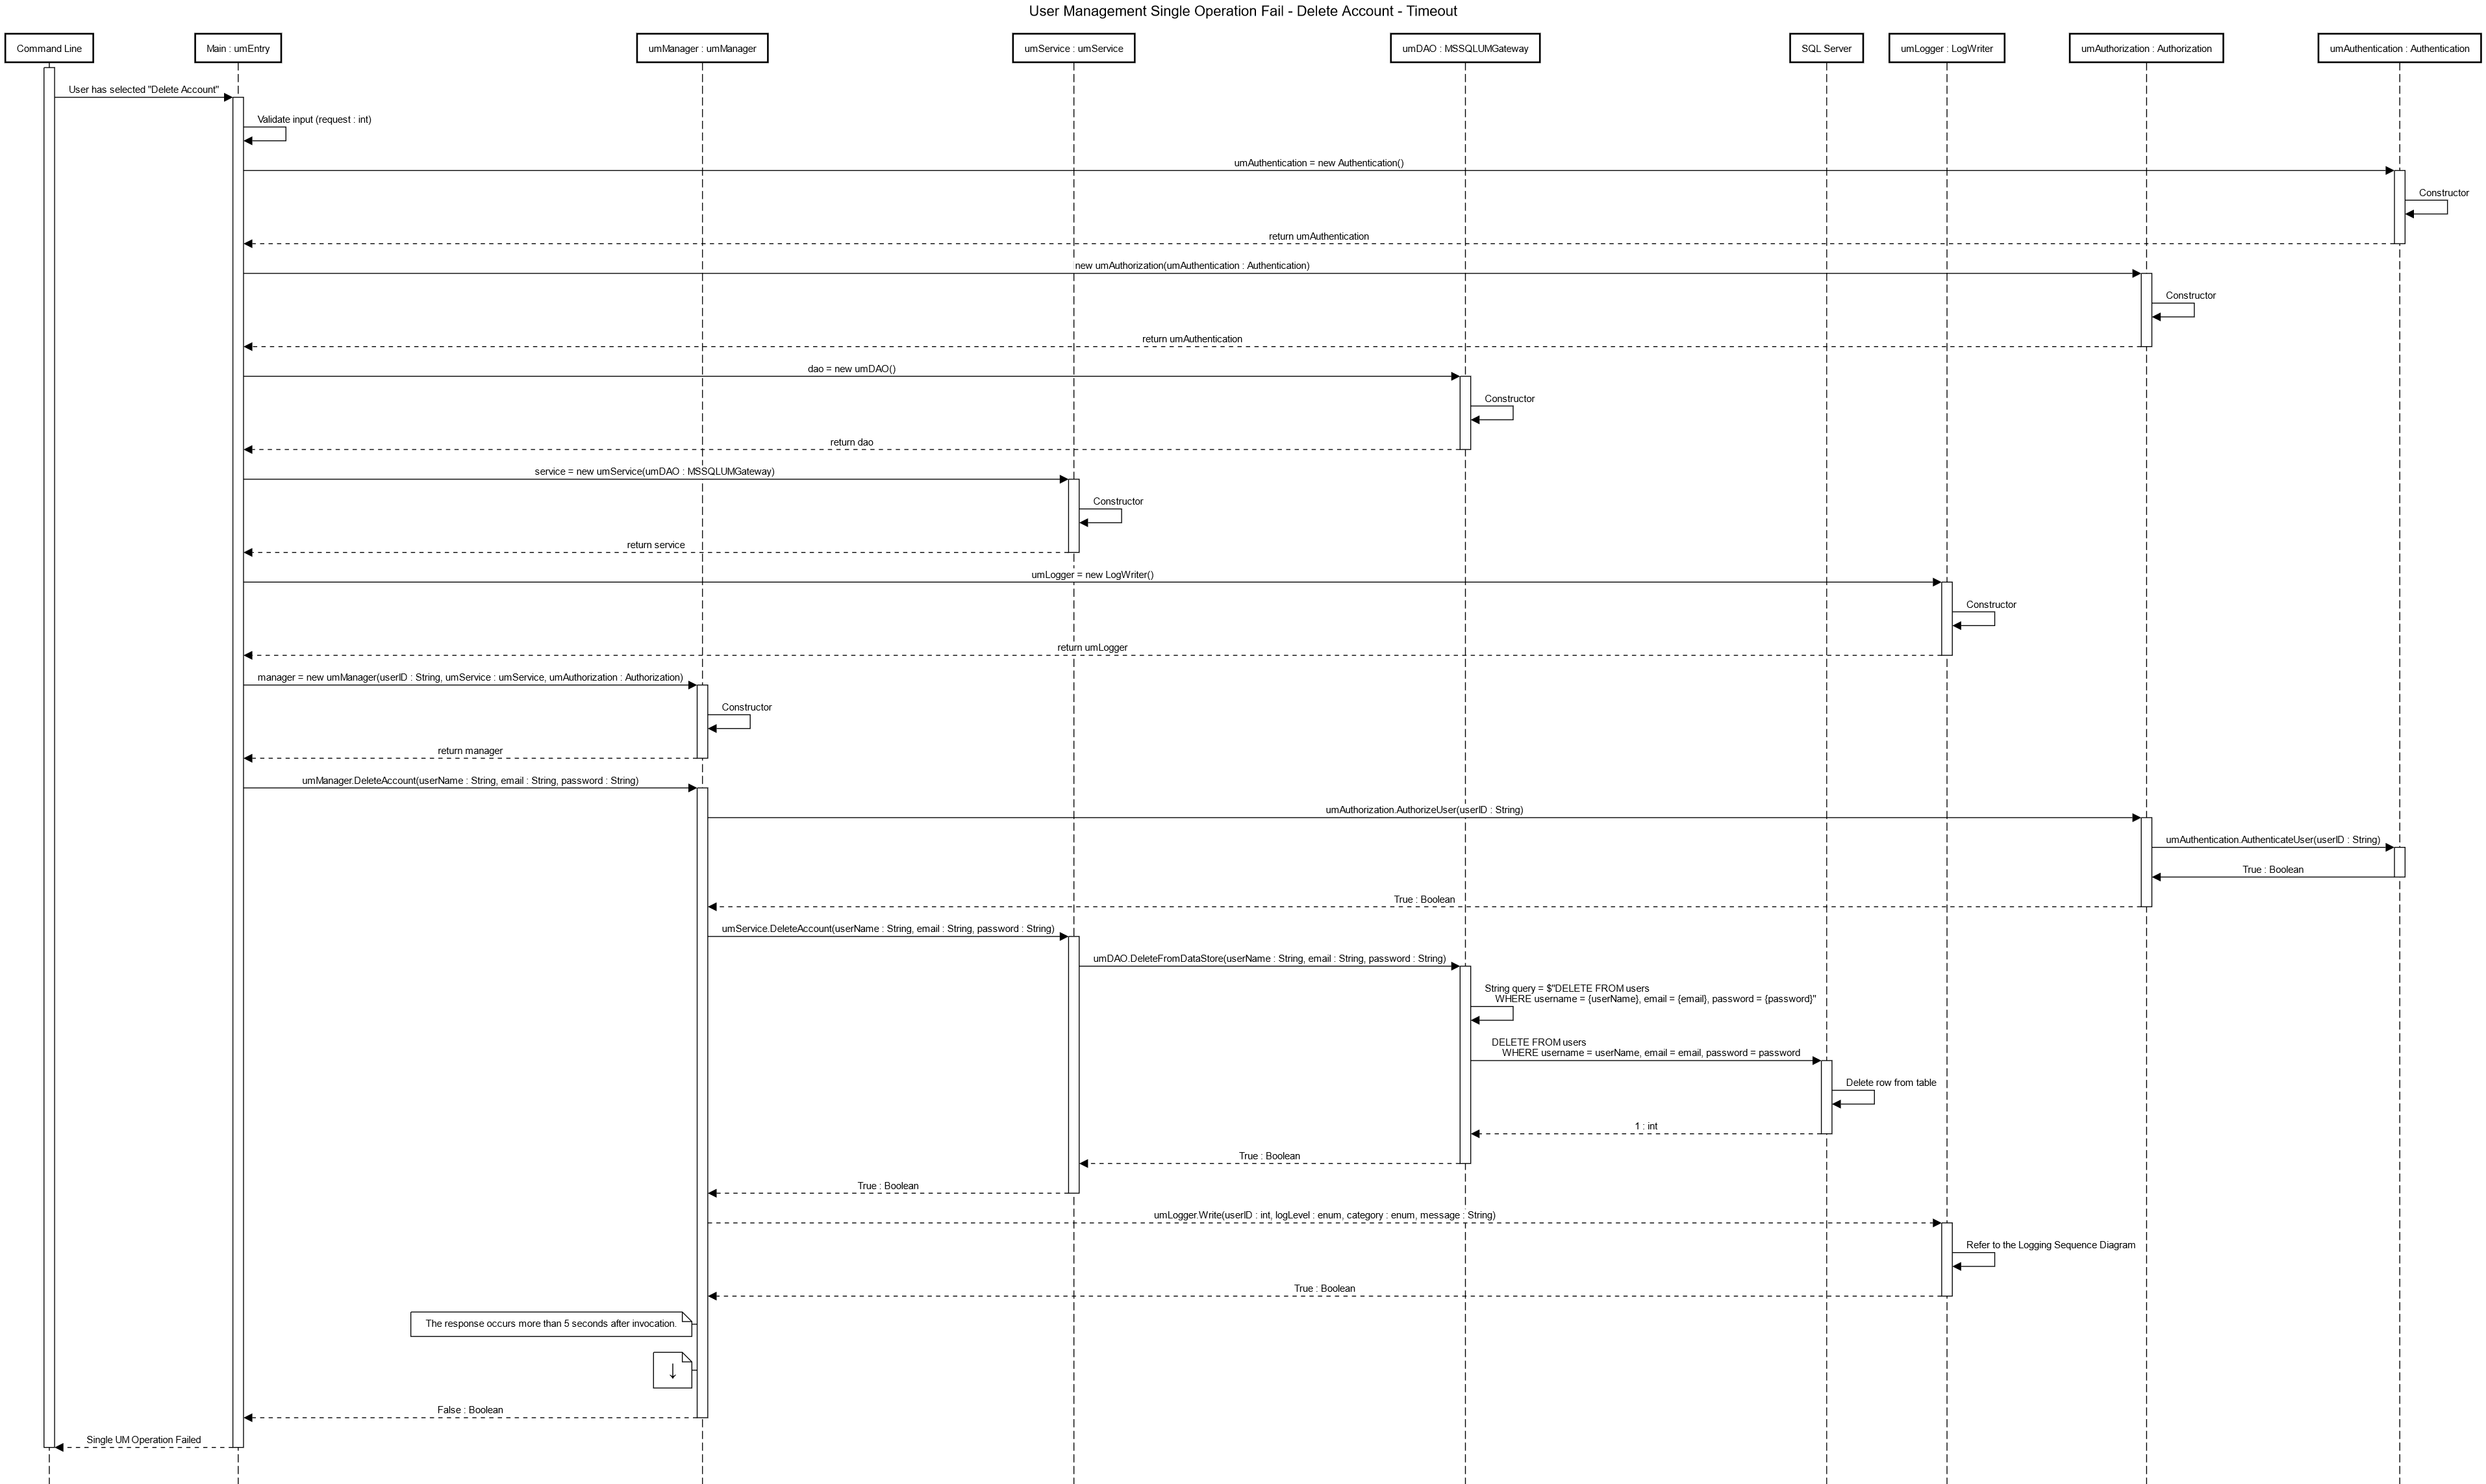 User Management Single Operation Fail - Delete Account - Timeout
Command Line
Main : umEntry
umManager : umManager
umService : umService
umDAO : MSSQLUMGateway
SQL Server
umLogger : LogWriter
umAuthorization : Authorization
umAuthentication : Authentication
User has selected "Delete Account"
Validate input (request : int)
umAuthentication = new Authentication()
Constructor
return umAuthentication
new umAuthorization(umAuthentication : Authentication)
Constructor
return umAuthentication
dao = new umDAO()
Constructor
return dao
service = new umService(umDAO : MSSQLUMGateway)
Constructor
return service
umLogger = new LogWriter()
Constructor
return umLogger
manager = new umManager(userID : String, umService : umService, umAuthorization : Authorization)
Constructor
return manager
umManager.DeleteAccount(userName : String, email : String, password : String)
umAuthorization.AuthorizeUser(userID : String)
umAuthentication.AuthenticateUser(userID : String)
True : Boolean
True : Boolean
umService.DeleteAccount(userName : String, email : String, password : String)
umDAO.DeleteFromDataStore(userName : String, email : String, password : String)
String query = $"DELETE FROM users
WHERE username = {userName}, email = {email}, password = {password}"
DELETE FROM users
WHERE username = userName, email = email, password = password
Delete row from table
1 : int
True : Boolean
True : Boolean
umLogger.Write(userID : int, logLevel : enum, category : enum, message : String)
Refer to the Logging Sequence Diagram
True : Boolean
The response occurs more than 5 seconds after invocation.
↓
False : Boolean
Single UM Operation Failed